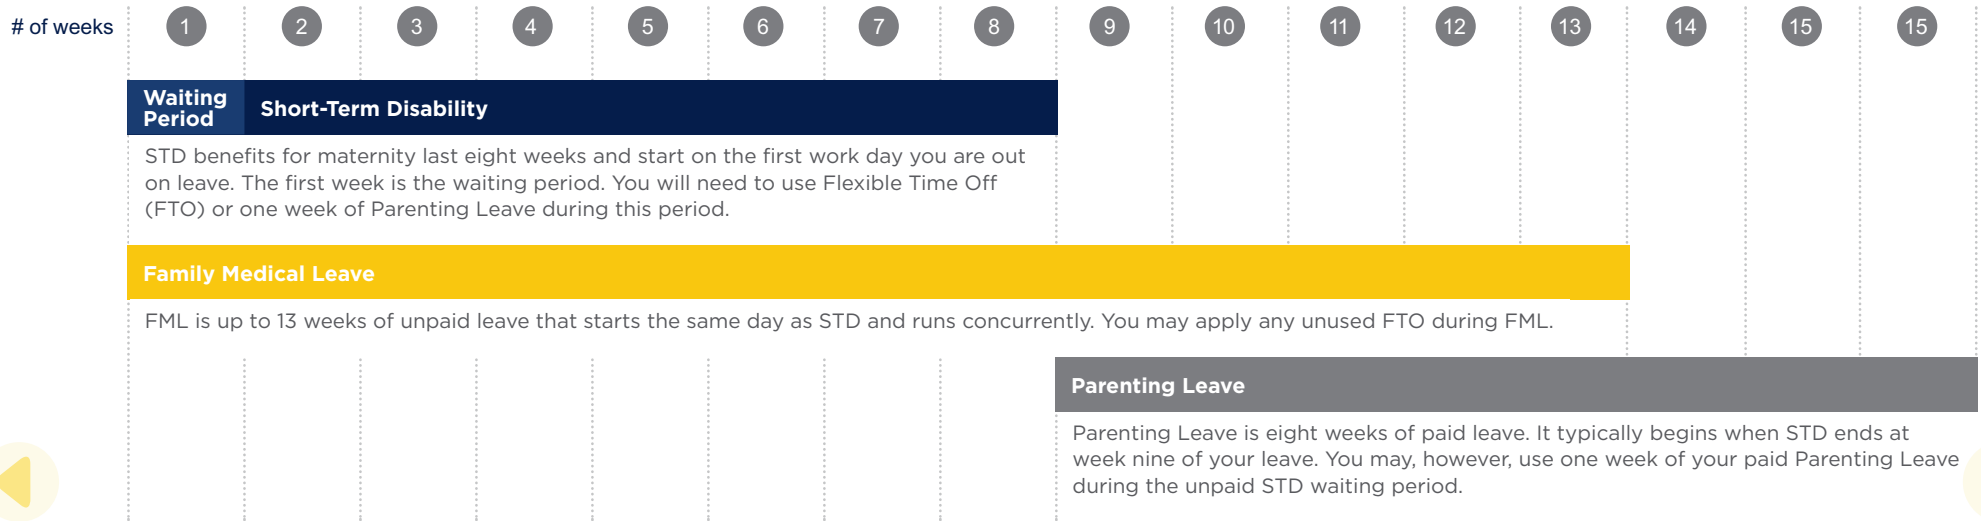 # of weeks 1 2 3 4 5 6 7 8 9 10 11 12 13 14 15 15
Waiting
Period
Short-Term Disability
STD benefits for maternity last eight weeks and start on the first work day you are out
on leave. The first week is the waiting period. You will need to use Flexible Time Off
(FTO) or one week of Parenting Leave during this period.
Family Medical Leave
FML is up to 13 weeks of unpaid leave that starts the same day as STD and runs concurrently. You may apply any unused FTO during FML.
Parenting Leave
Parenting Leave is eight weeks of paid leave. It typically begins when STD ends at
week nine of your leave. You may, however, use one week of your paid Parenting Leave
during the unpaid STD waiting period.